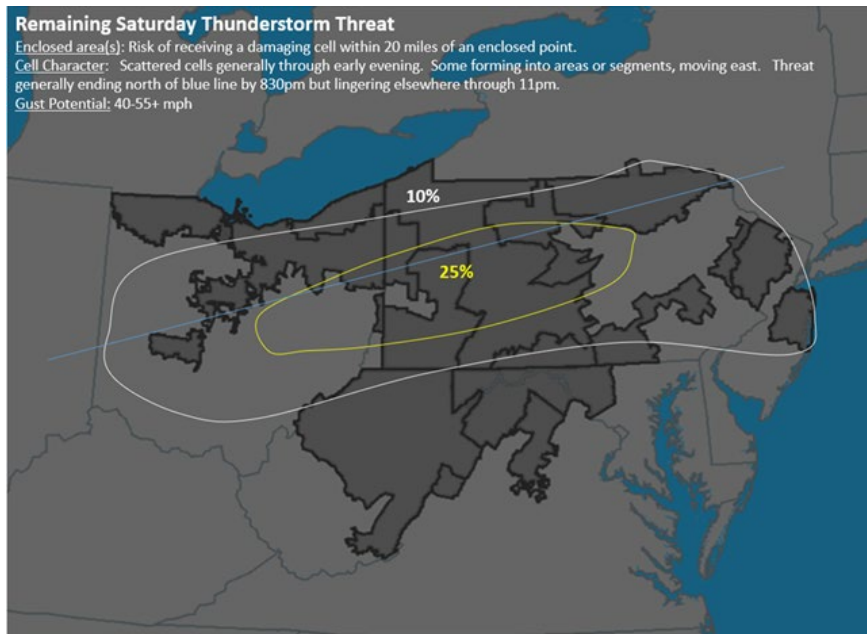 Remaining Saturday Thunderstorm Threat
Enclosed area(s): Risk of receiving a damaging cell within 20 miles of an enclosed point.
Cell Character:   Scattered cells generally through early evening.  Some forming into areas or segments, moving east.   Threat
generally ending north of blue line by 830pm but lingering elsewhere through 11pm.
Gust Potential: 40-55+ mph
10%
25%